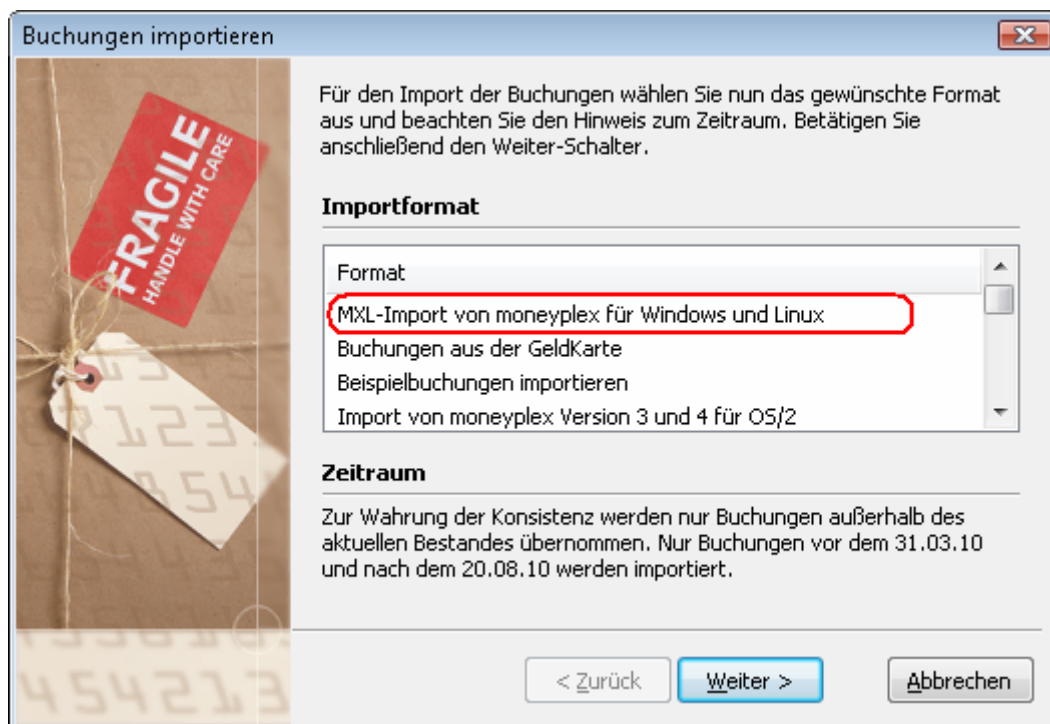 Buchungen importieren
FRAGILE
HANDLE WITH CARE
Für den Import der Buchungen wählen Sie nun das gewünschte Format
aus und beachten Sie den Hinweis zum Zeitraum. Betätigen Sie
anschließend den Weiter-Schalter.
Importformat
Format
MXL-Import von moneyplex für Windows und Linux
Buchungen aus der GeldKarte
Beispielbuchungen importieren
Import von moneyplex Version 3 und 4 für OS/2
Zeitraum
Zur Wahrung der Konsistenz werden nur Buchungen außerhalb des
aktuellen Bestandes übernommen. Nur Buchungen vor dem 31.03.10
und nach dem 20.08.10 werden importiert.
454213
< Zurück
Weiter >
Abbrechen